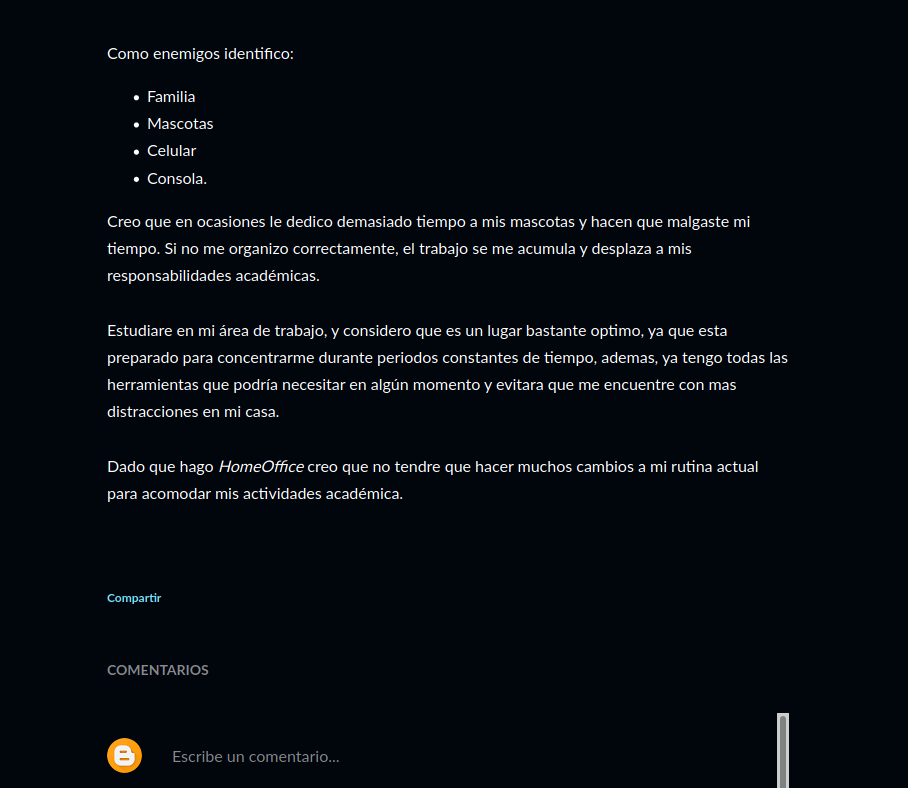 Como enemigos identifico:
• Familia
• Mascotas
• Celular
• Consola.
Creo que en ocasiones le dedico demasiado tiempo a mis mascotas y hacen que malgaste mi
tiempo. Si no me organizo correctamente, el trabajo se me acumula y desplaza a mis
responsabilidades académicas.
Estudiare en mi área de trabajo, y considero que es un lugar bastante optimo, ya que esta
preparado para concentrarme durante periodos constantes de tiempo, ademas, ya tengo todas las
herramientas que podría necesitar en algún momento y evitara que me encuentre con mas
distracciones en mi casa.
Dado que hago HomeOffice creo que no tendre que hacer muchos cambios a mi rutina actual
para acomodar mis actividades académica.
Compartir
COMENTARIOS
Escribe un comentario...